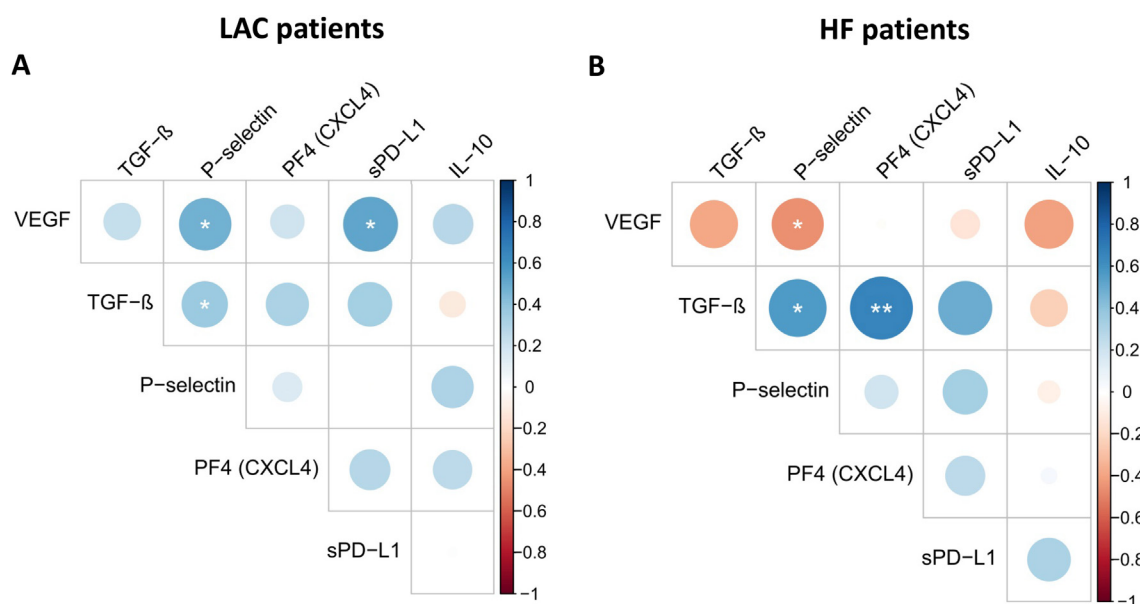 LAC patients
HF patients
A
B
TGF−ß
P−selectin
PF4 (CXCL4)
sPD−L1
IL−10
VEGF
*
*
TGF−ß
*
P−selectin
PF4 (CXCL4)
sPD−L1
1
0.8
0.6
0.4
0.2
0
−0.2
−0.4
−0.6
−0.8
−1
TGF−ß
P−selectin
PF4 (CXCL4)
sPD−L1
IL−10
VEGF
*
TGF−ß
*
**
P−selectin
PF4 (CXCL4)
sPD−L1
1
0.8
0.6
0.4
0.2
0
−0.2
−0.4
−0.6
−0.8
−1